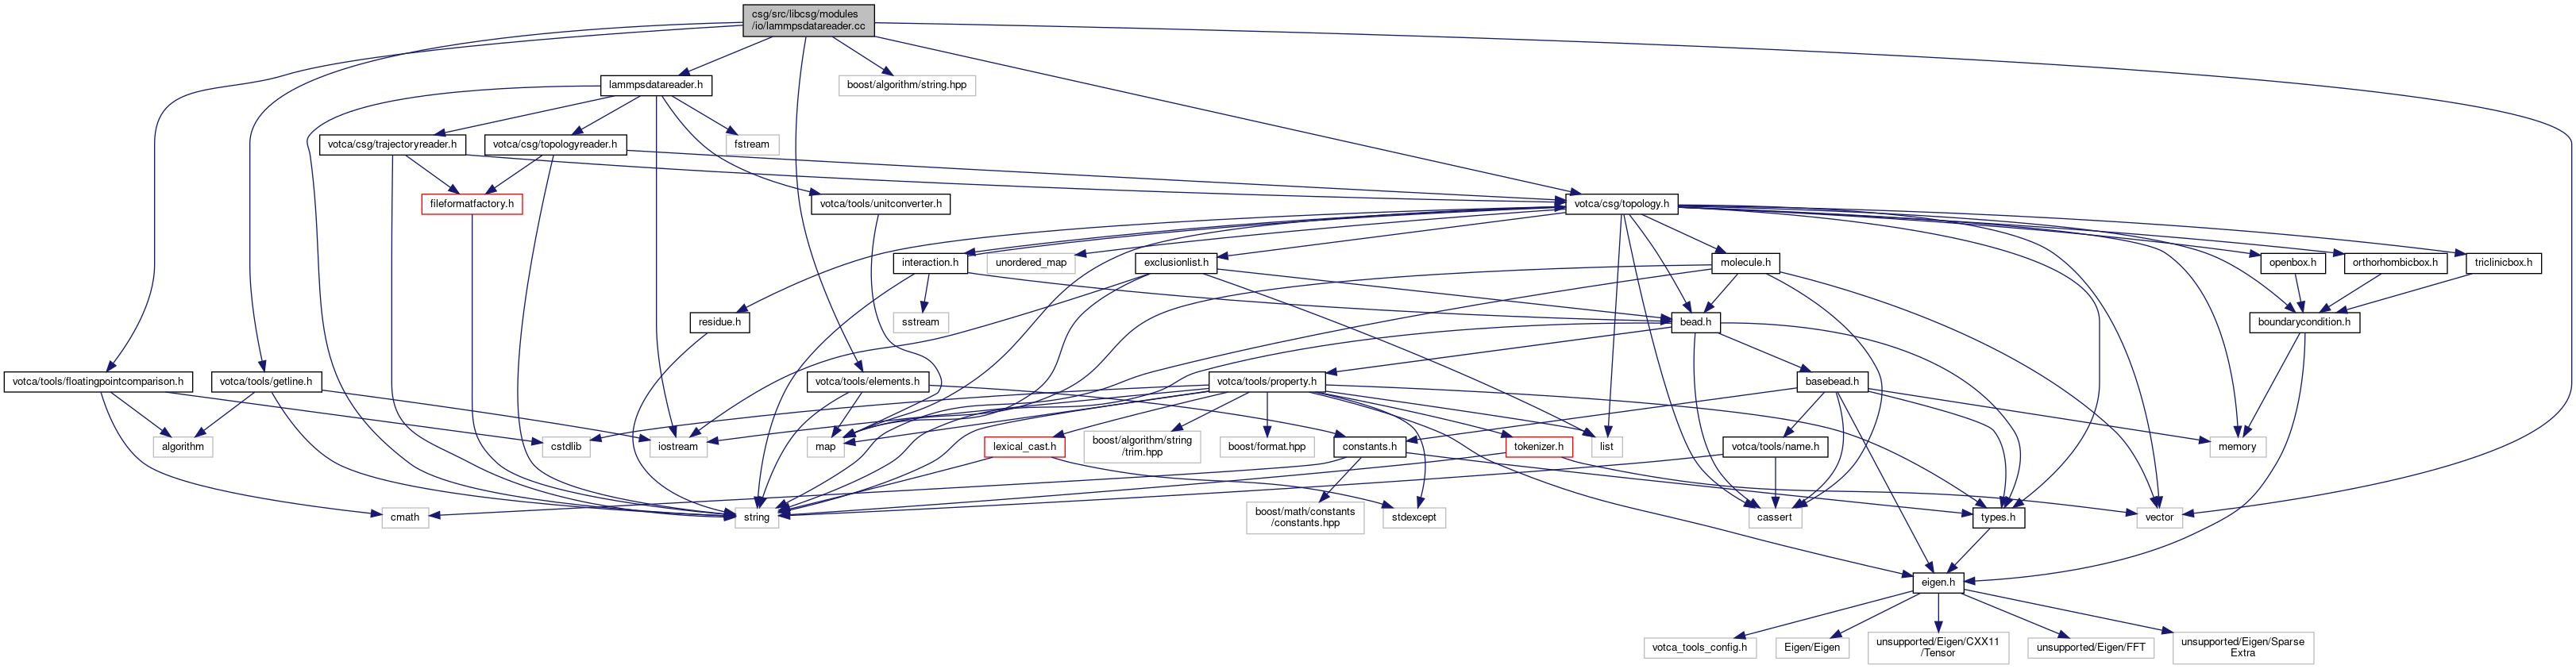 csg/src/libcsg/modules
/io/lammpsdatareader.cc
lammpsdatareader.h
boost/algorithm/string.hpp
votca/csg/trajectoryreader.h
votca/csg/topologyreader.h
fstream
fileformatfactory.h
votca/tools/unitconverter.h
votca/csg/topology.h
interaction.h
unordered_map
exclusionlist.h
molecule.h
openbox.h
orthorhombicbox.h
triclinicbox.h
residue.h
sstream
bead.h
boundarycondition.h
votca/tools/floatingpointcomparison.h
votca/tools/getline.h
votca/tools/elements.h
votca/tools/property.h
basebead.h
algorithm
cstdlib
iostream
map
lexical_cast.h
boost/algorithm/string
/trim.hpp
boost/format.hpp
constants.h
tokenizer.h
list
votca/tools/name.h
memory
cmath
string
boost/math/constants
/constants.hpp
stdexcept
cassert
types.h
vector
eigen.h
votca_tools_config.h
Eigen/Eigen
unsupported/Eigen/CXX11
/Tensor
unsupported/Eigen/FFT
unsupported/Eigen/Sparse
Extra